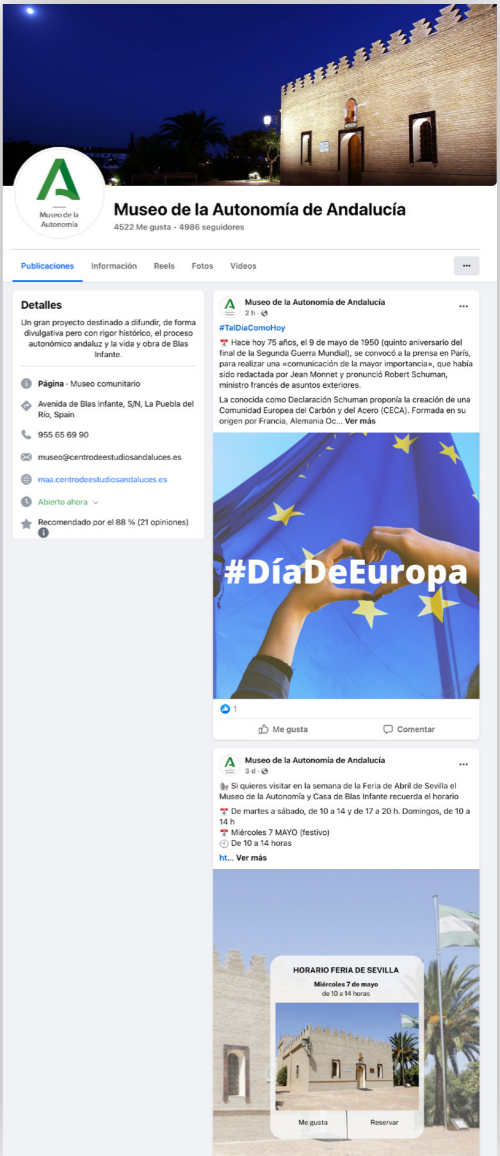 Museo de la
Autonomía
Museo de la Autonomía de Andalucía
4522 Me gusta • 4986 seguidores
Publicaciones
Información
Reels
Fotos
Vídeos
Detalles
Un gran proyecto destinado a difundir, de forma
divulgativa pero con rigor histórico, el proceso
autonómico andaluz y la vida y obra de Blas
Infante.
Página · Museo comunitario
Avenida de Blas Infante, S/N, La Puebla del
Río, Spain
955 65 69 90
museo@centrodeestudiosandaluces.es
maa.centrodeestudiosandaluces.es
Abierto ahora
Recomendado por el 88 % (21 opiniones)
Museo de la Autonomía de Andalucía
2 h ·
#TalDíaComoHoy
Hace hoy 75 años, el 9 de mayo de 1950 (quinto aniversario del
final de la Segunda Guerra Mundial), se convocó a la prensa en París,
para realizar una «comunicación de la mayor importancia», que había
sido redactada por Jean Monnet y pronunció Robert Schuman,
ministro francés de asuntos exteriores.
La conocida como Declaración Schuman proponía la creación de una
Comunidad Europea del Carbón y del Acero (CECA). Formada en su
origen por Francia, Alemania Oc... Ver más
#DíaDeEuropa
1
Me gusta
Comentar
Museo de la Autonomía de Andalucía
3 d ·
Si quieres visitar en la semana de la Feria de Abril de Sevilla el
Museo de la Autonomía y Casa de Blas Infante recuerda el horario
De martes a sábado, de 10 a 14 y de 17 a 20 h. Domingos, de 10 a
14 h
Miércoles 7 MAYO (festivo)
De 10 a 14 horas
ht... Ver más
HORARIO FERIA DE SEVILLA
Miércoles 7 de mayo
de 10 a 14 horas
Me gusta
Reservar